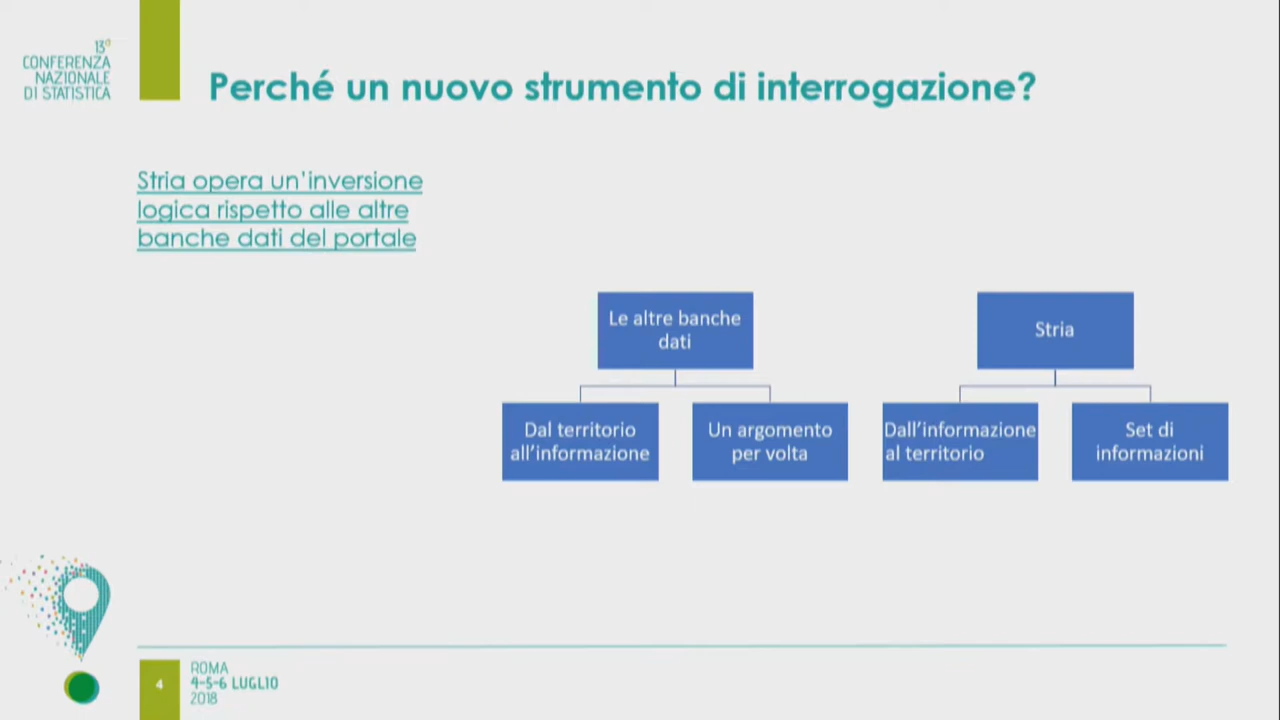 13ª
CONFERENZA
NAZIONALE
DI STATISTICA
Perché un nuovo strumento di interrogazione?
Stria opera un'inversione
logica rispetto alle altre
banche dati del portale
Le altre banche
dati
Dal territorio
all'informazione
Un argomento
per volta
Stria
Dall'informazione
al territorio
Set di
informazioni
4
ROMA
4-5-6 LUGLIO
2018